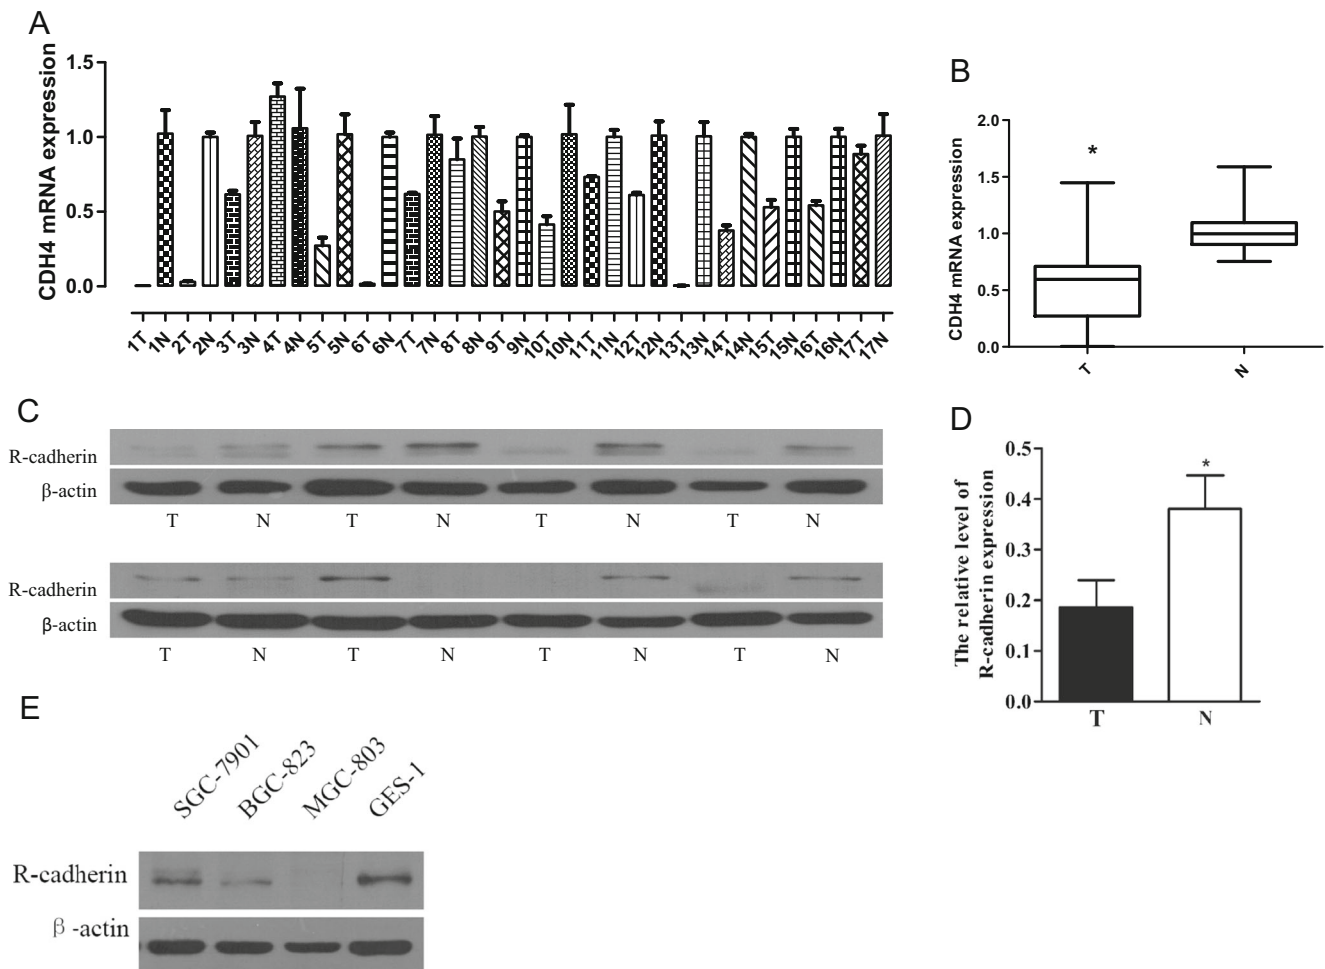 A
CDH4 mRNA expression
1.5
1.0
0.5
0.0
1T 1N 2T 2N 3T 3N 4T 4N 5T 5N 6T 6N 7T 7N 8T 8N 9T 9N 10T 10N 11T 11N 12T 12N 13T 13N 14T 14N 15T 15N 16T 16N 17T 17N
B
CDH4 mRNA expression
2.0
1.5
1.0
0.5
0.0
*
T N
C
R-cadherin
β-actin
T N T N T N T N
R-cadherin
β-actin
T N T N T N T N
D
The relative level of
R-cadherin expression
0.5
0.4
0.3
0.2
0.1
0.0
*
T N
E
SGC-7901 BGC-823 MGC-803 GES-1
R-cadherin
β-actin